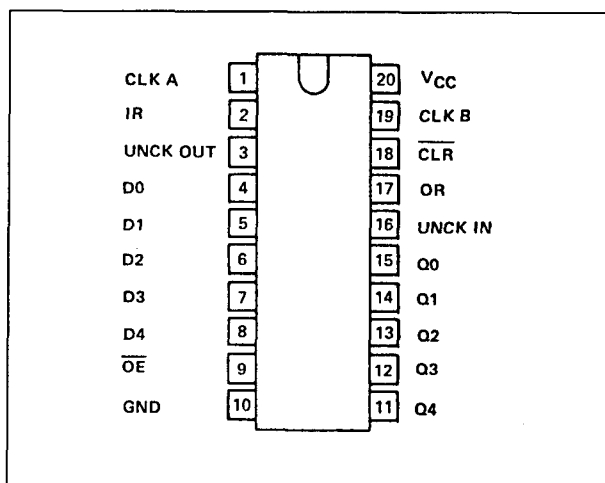 CLK A 1 20 VCC
IR 2 19 CLK B
UNCK OUT 3 18 CLR
D0 4 17 OR
D1 5 16 UNCK IN
D2 6 15 Q0
D3 7 14 Q1
D4 8 13 Q2
OE 9 12 Q3
GND 10 11 Q4